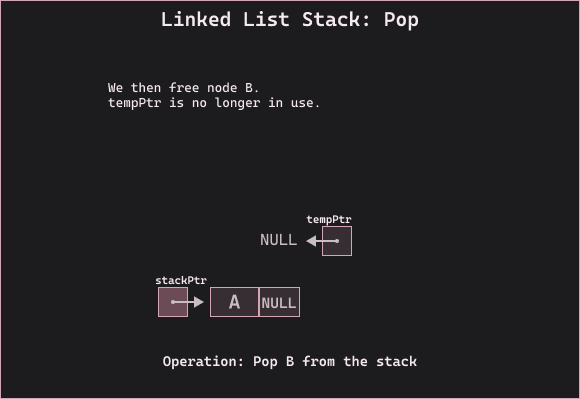 Linked List Stack: Pop
We then free node B.
tempPtr is no longer in use.
tempPtr
NULL
stackPtr
A NULL
Operation: Pop B from the stack